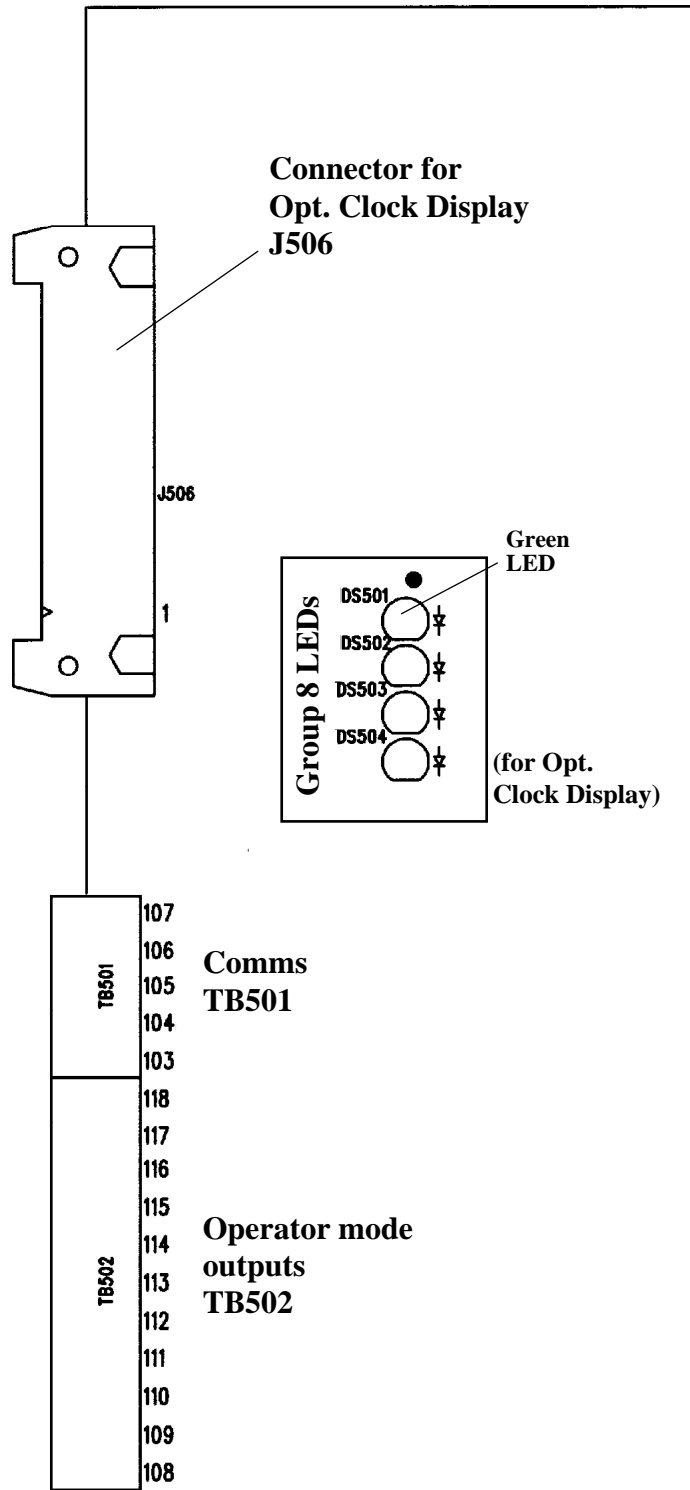 Connector for
Opt. Clock Display
J506
J506
1
Green
LED
Group 8 LEDs
DS501
DS502
DS503
DS504
(for Opt.
Clock Display)
TB501
107
106
105
104
103
Comms
TB501
TB502
118
117
116
115
114
113
112
111
110
109
108
Operator mode
outputs
TB502